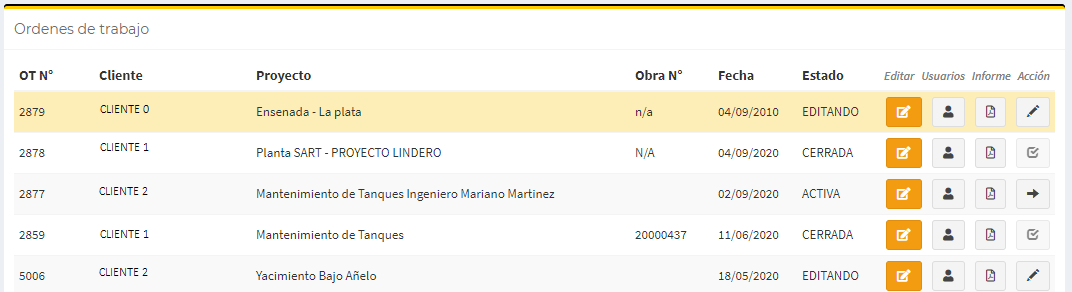 Ordenes de trabajo
OT N° Cliente Proyecto Obra N° Fecha Estado Editar Usuarios Informe Acción
2879 CLIENTE 0 Ensenada - La plata n/a 04/09/2010 EDITANDO
2878 CLIENTE 1 Planta SART - PROYECTO LINDERO N/A 04/09/2020 CERRADA
2877 CLIENTE 2 Mantenimiento de Tanques Ingeniero Mariano Martinez 02/09/2020 ACTIVA
2859 CLIENTE 1 Mantenimiento de Tanques 20000437 11/06/2020 CERRADA
5006 CLIENTE 2 Yacimiento Bajo Añelo 18/05/2020 EDITANDO